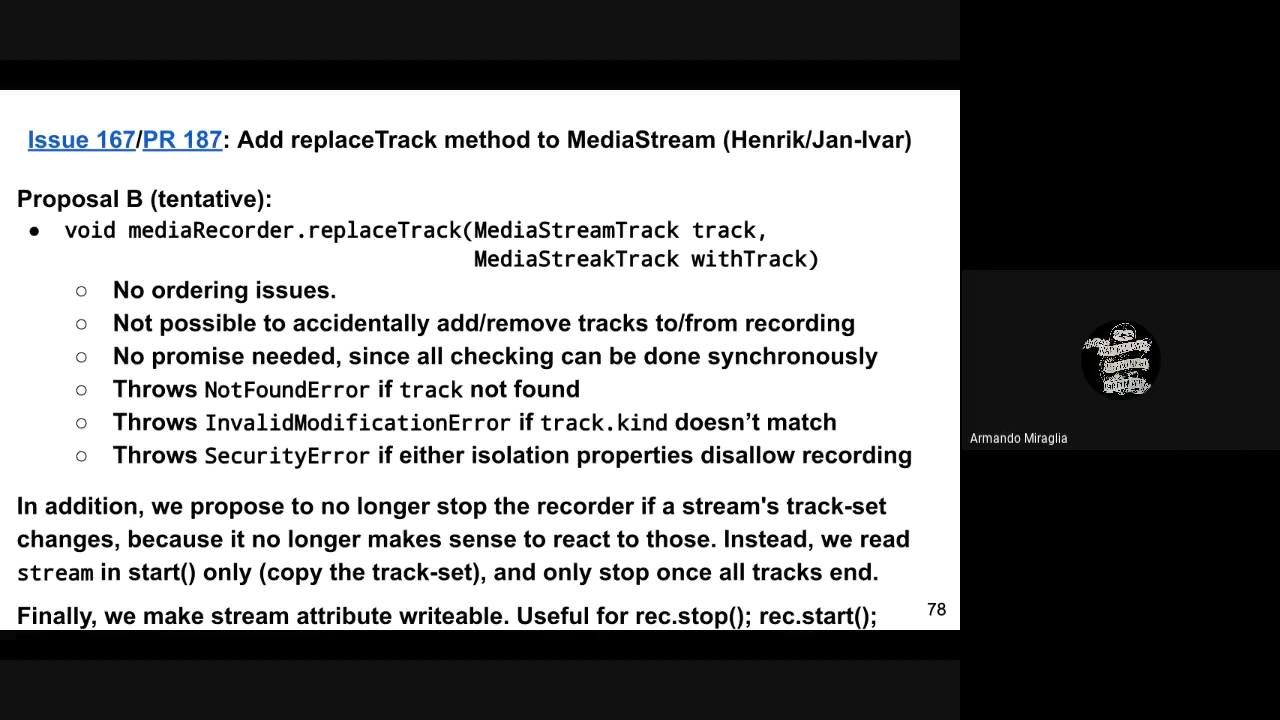 Issue 167/PR 187: Add replaceTrack method to MediaStream (Henrik/Jan-Ivar)
Proposal B (tentative):
● void mediaRecorder.replaceTrack(MediaStreamTrack track,
MediaStreakTrack withTrack)
○ No ordering issues.
○ Not possible to accidentally add/remove tracks to/from recording
○ No promise needed, since all checking can be done synchronously
○ Throws NotFoundError if track not found
○ Throws InvalidModificationError if track.kind doesn’t match
○ Throws SecurityError if either isolation properties disallow recording
In addition, we propose to no longer stop the recorder if a stream's track-set
changes, because it no longer makes sense to react to those. Instead, we read
stream in start() only (copy the track-set), and only stop once all tracks end.
Finally, we make stream attribute writeable. Useful for rec.stop(); rec.start();
78
Armando Miraglia